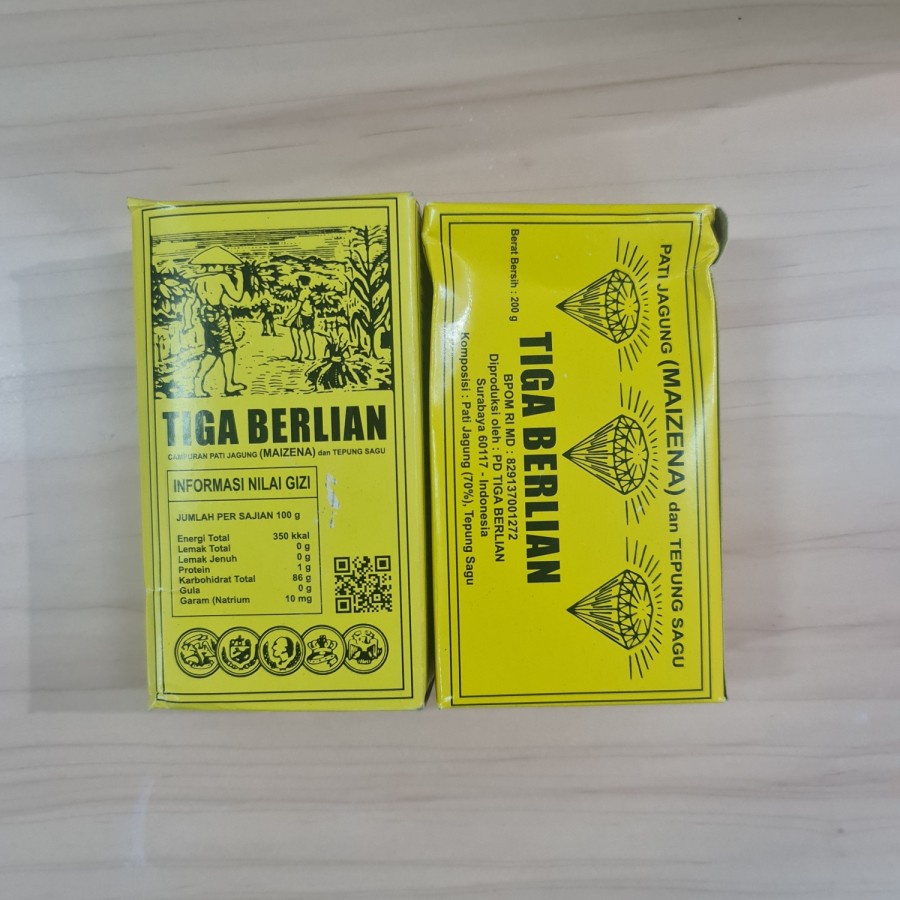 TIGA BERLIAN
CAMPURAN PATI JAGUNG (MAIZENA) dan TEPUNG SAGU
INFORMASI NILAI GIZI
JUMLAH PER SAJIAN 100 g
Energi Total 350 kkal
Lemak Total 0 g
Lemak Jenuh 0 g
Protein 1 g
Karbohidrat Total 86 g
Gula 0 g
Garam (Natrium 10 mg
PATI JAGUNG (MAIZENA) dan TEPUNG SAGU
Berat Bersih : 200 g
TIGA BERLIAN
BPOM RI MD : 829137001272
Diproduksi oleh : PD TIGA BERLIAN
Surabaya 60117 - Indonesia
Komposisi : Pati Jagung (70%), Tepung Sagu